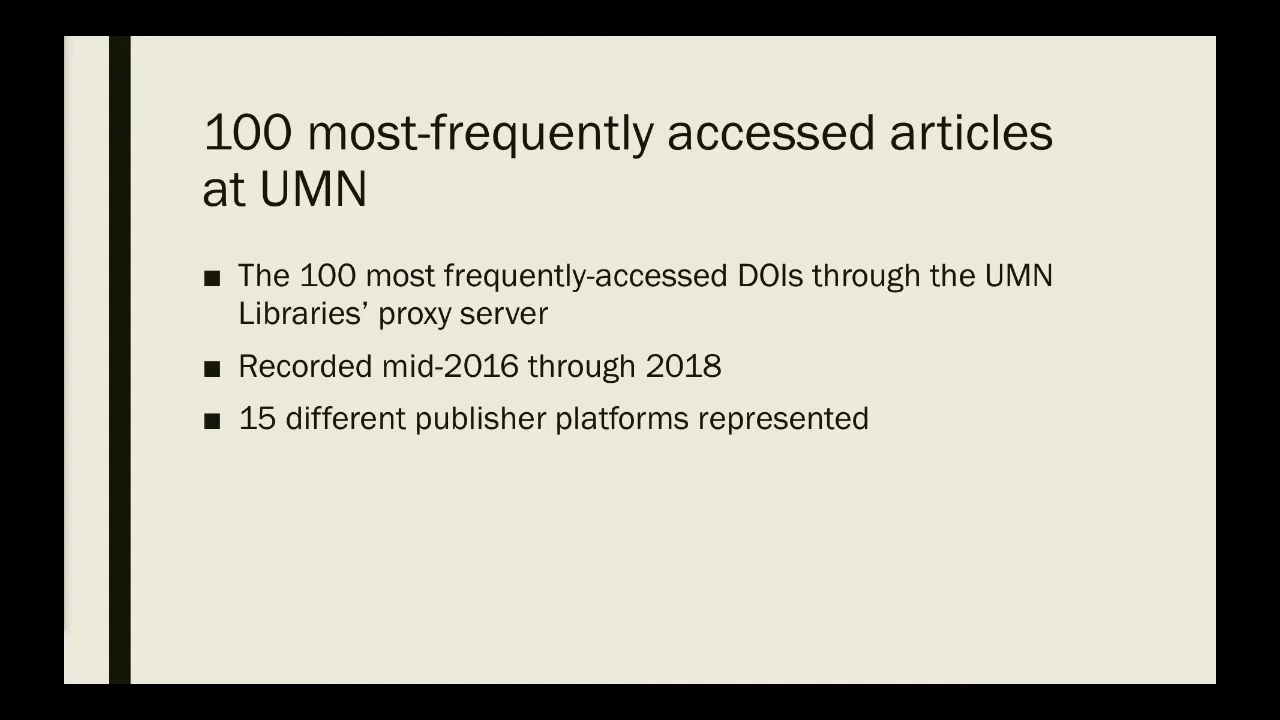 100 most-frequently accessed articles
at UMN
■ The 100 most frequently-accessed DOIs through the UMN
Libraries’ proxy server
■ Recorded mid-2016 through 2018
■ 15 different publisher platforms represented